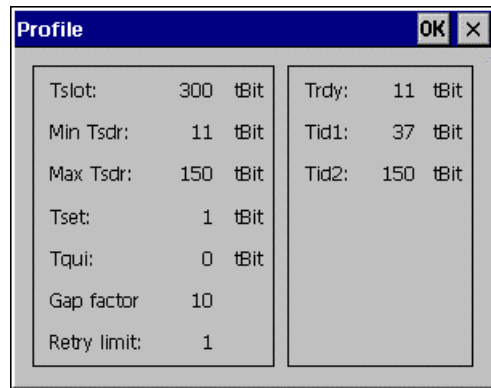 Profile OK ×
Tslot: 300 tBit
Min Tsdr: 11 tBit
Max Tsdr: 150 tBit
Tset: 1 tBit
Tqui: 0 tBit
Gap factor 10
Retry limit: 1
Trdy: 11 tBit
Tid1: 37 tBit
Tid2: 150 tBit